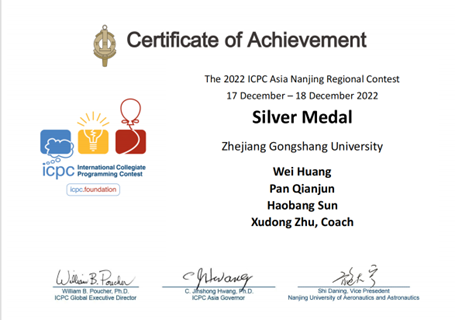 Certificate of Achievement
The 2022 ICPC Asia Nanjing Regional Contest
17 December – 18 December 2022
Silver Medal
Zhejiang Gongshang University
Wei Huang
Pan Qianjun
Haobang Sun
Xudong Zhu, Coach
icpc International Collegiate
Programming Contest
icpc.foundation
William B. Poucher
William B. Poucher, Ph.D.
ICPC Global Executive Director
CJHwang
C. Jinshong Hwang, Ph.D.
ICPC Asia Governor
Shi Daning, Vice President
Nanjing University of Aeronautics and Astronautics